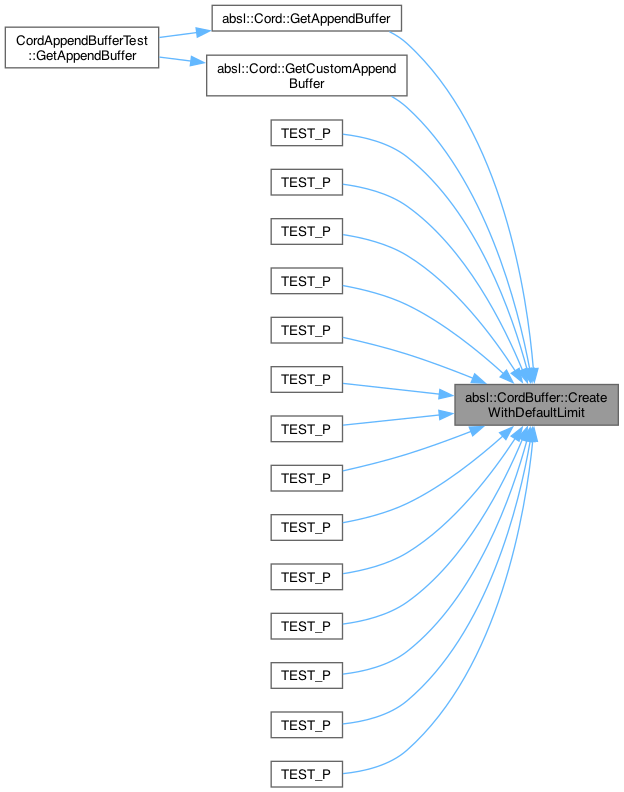 absl::Cord::GetAppendBuffer
CordAppendBufferTest
::GetAppendBuffer
absl::Cord::GetCustomAppend
Buffer
TEST_P
TEST_P
TEST_P
TEST_P
TEST_P
TEST_P
absl::CordBuffer::Create
WithDefaultLimit
TEST_P
TEST_P
TEST_P
TEST_P
TEST_P
TEST_P
TEST_P
TEST_P